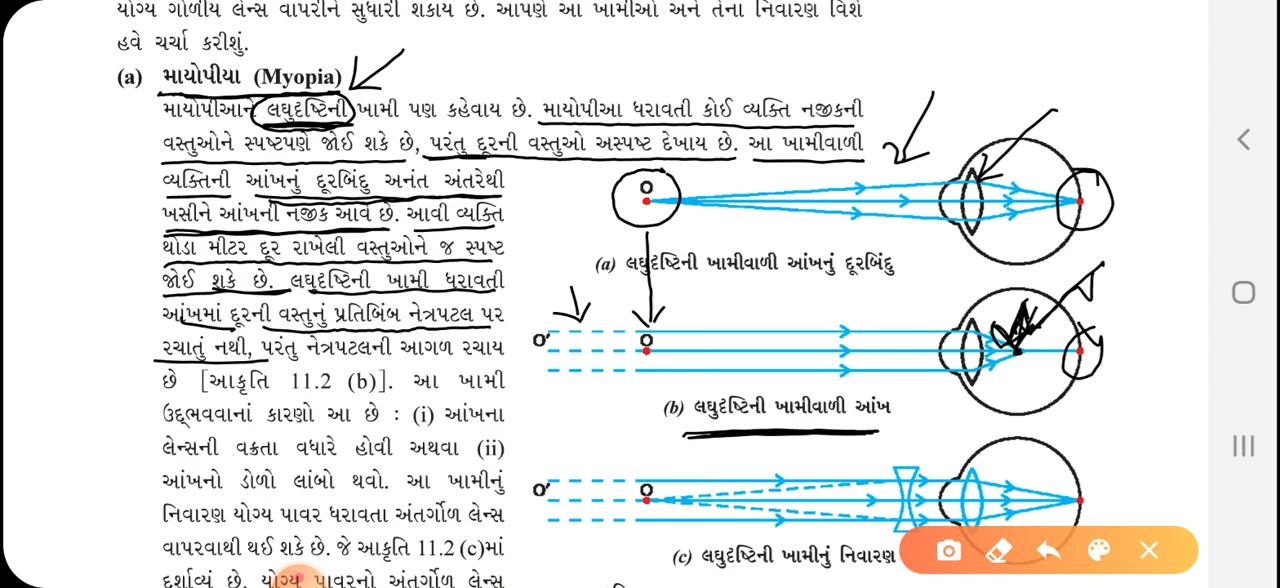 યોગ્ય ગોળીય લેન્સ વાપરીને સુધારી શકાય છે. આપણે આ ખામીઓ અને તેના નિવારણ વિશે
હવે ચર્ચા કરીશું.
(a) માયોપીયા (Myopia)
માયોપીઆને લઘુદૃષ્ટિની ખામી પણ કહેવાય છે. માયોપીઆ ધરાવતી કોઈ વ્યક્તિ નજીકની
વસ્તુઓને સ્પષ્ટપણે જોઈ શકે છે, પરંતુ દૂરની વસ્તુઓ અસ્પષ્ટ દેખાય છે. આ ખામીવાળી
વ્યક્તિની આંખનું દૂરબિંદુ અનંત અંતરેથી
ખસીને આંખની નજીક આવે છે. આવી વ્યક્તિ
થોડા મીટર દૂર રાખેલી વસ્તુઓને જ સ્પષ્ટ
જોઈ શકે છે. લઘુદૃષ્ટિની ખામી ધરાવતી
આંખમાં દૂરની વસ્તુનું પ્રતિબિંબ નેત્રપટલ પર
રચાતું નથી, પરંતુ નેત્રપટલની આગળ રચાય
છે [આકૃતિ 11.2 (b)]. આ ખામી
ઉદ્ભવવાનાં કારણો આ છે : (i) આંખના
લેન્સની વક્રતા વધારે હોવી અથવા (ii)
આંખનો ડોળો લાંબો થવો. આ ખામીનું
નિવારણ યોગ્ય પાવર ધરાવતા અંતર્ગોળ લેન્સ
વાપરવાથી થઈ શકે છે. જે આકૃતિ 11.2 (c)માં
દર્શાવ્યું છે. યોગ્ય પાવરનો અંતર્ગોળ લેન્સ
O
(a) લઘુદૃષ્ટિની ખામીવાળી આંખનું દૂરબિંદુ
O' O
(b) લઘુદૃષ્ટિની ખામીવાળી આંખ
O' O
(c) લઘુદૃષ્ટિની ખામીનું નિવારણ